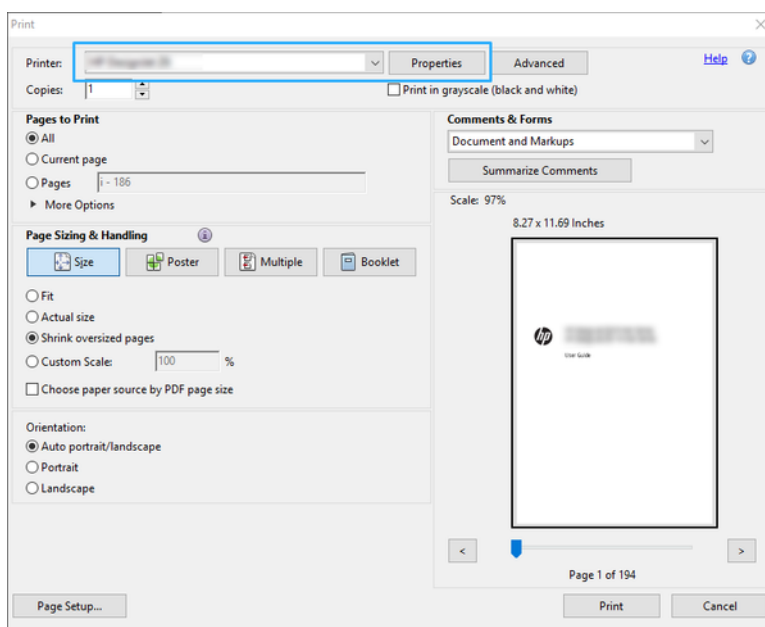 Print
Printer: Properties Advanced Help ?
Copies: 1 Print in grayscale (black and white)
Pages to Print
All
Current page
Pages i - 186
More Options
Comments & Forms
Document and Markups
Summarize Comments
Page Sizing & Handling i
Size Poster Multiple Booklet
Fit
Actual size
Shrink oversized pages
Custom Scale: 100 %
Choose paper source by PDF page size
Orientation:
Auto portrait/landscape
Portrait
Landscape
Scale: 97%
8.27 x 11.69 Inches
hp
User Guide
< >
Page 1 of 194
Page Setup... Print Cancel